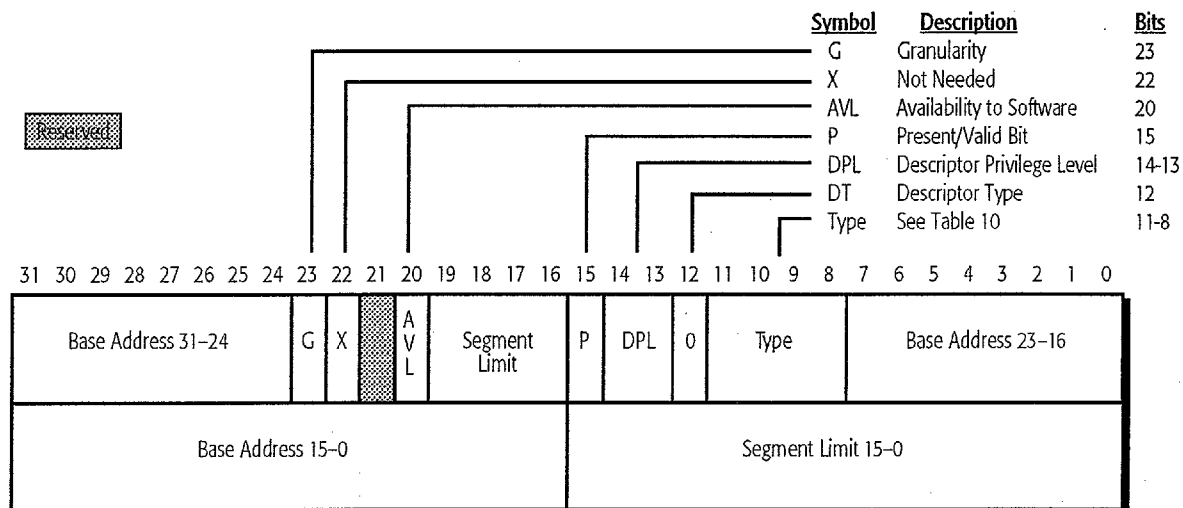 Symbol Description Bits
G Granularity 23
X Not Needed 22
AVL Availability to Software 20
P Present/Valid Bit 15
DPL Descriptor Privilege Level 14-13
DT Descriptor Type 12
Type See Table 10 11-8
Reserved
31 30 29 28 27 26 25 24 23 22 21 20 19 18 17 16 15 14 13 12 11 10 9 8 7 6 5 4 3 2 1 0
Base Address 31–24 G X AVL Segment Limit P DPL 0 Type Base Address 23–16
Base Address 15–0 Segment Limit 15–0